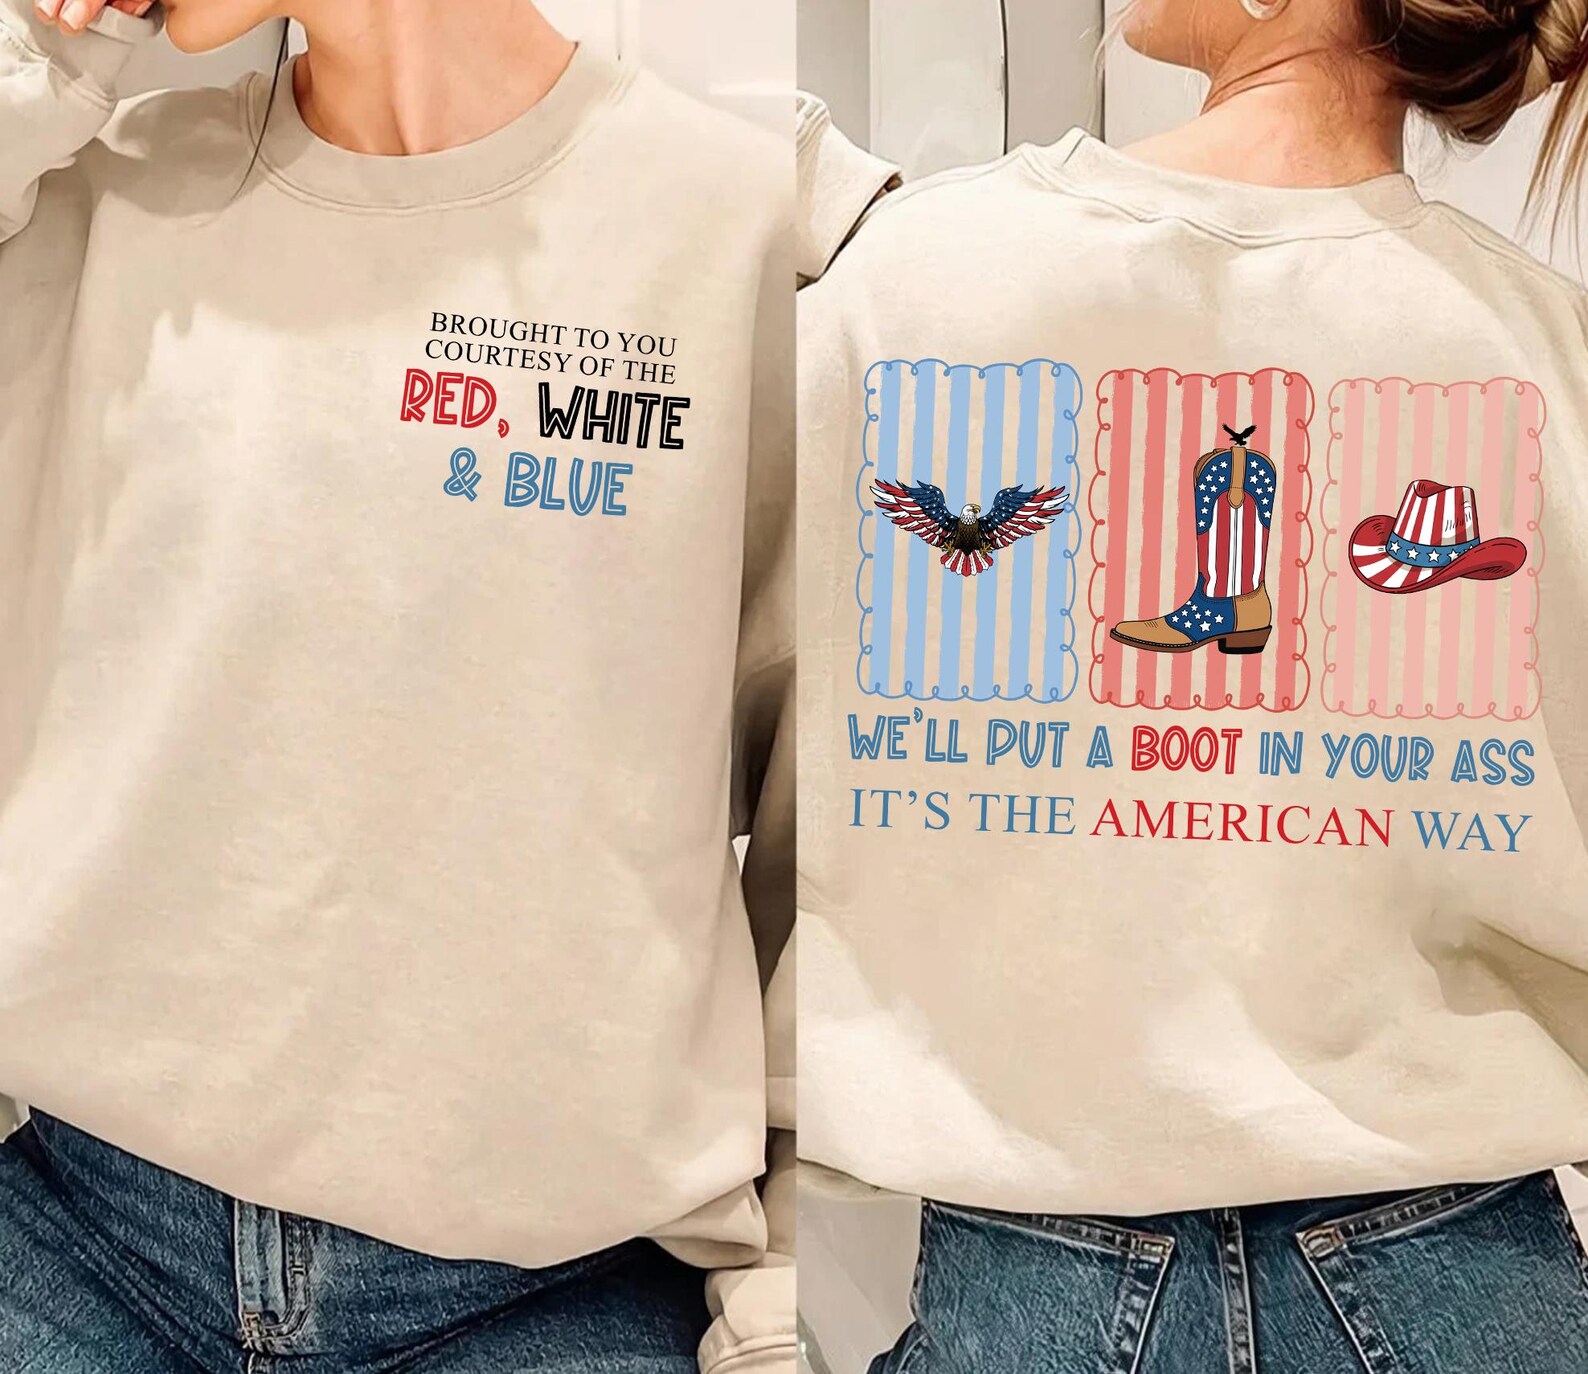 BROUGHT TO YOU
COURTESY OF THE
RED, WHITE
& BLUE
WE'LL PUT A BOOT IN YOUR ASS
IT'S THE AMERICAN WAY